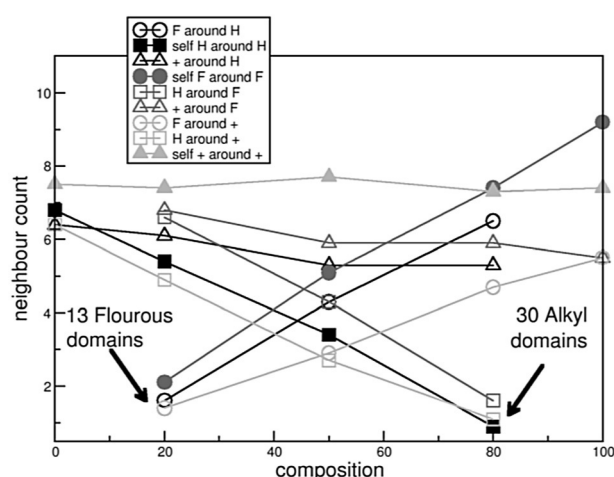 F around H
self H around H
+ around H
self F around F
H around F
+ around F
F around +
H around +
self + around +
10
8
6
4
2
neighbour count
13 Flourous
domains
30 Alkyl
domains
0
20
40
60
80
100
composition